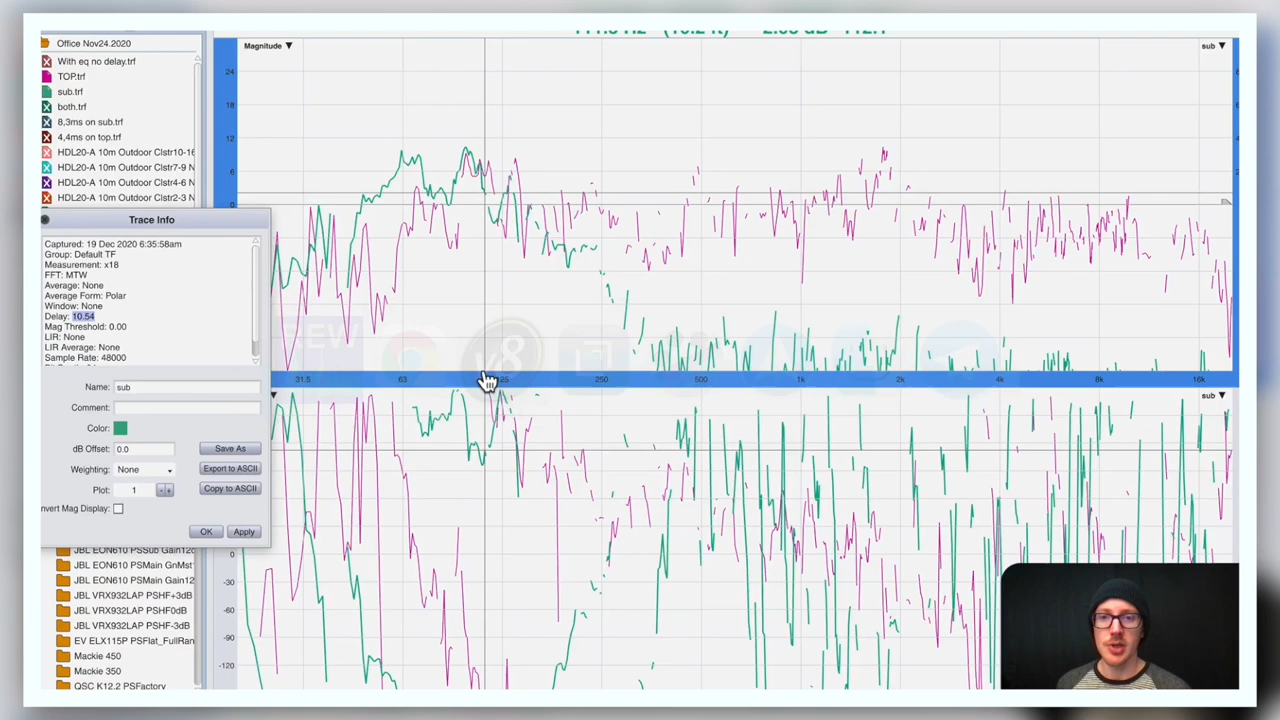 Office Nov24.2020
With eq no delay.trf
TOP.trf
sub.trf
both.trf
8,3ms on sub.trf
4,4ms on top.trf
HDL20-A 10m Outdoor Clstr10-16
HDL20-A 10m Outdoor Clstr7-9 N
HDL20-A 10m Outdoor Clstr4-6 N
HDL20-A 10m Outdoor Clstr2-3 N
Trace Info
Captured: 19 Dec 2020 6:35:58am
Group: Default TF
Measurement: x18
FFT: MTW
Average: None
Average Form: Polar
Window: None
Delay: 10.54
Mag Threshold: 0.00
LIR: None
LIR Average: None
Sample Rate: 48000
Name: sub
Comment:
Color:
dB Offset: 0.0
Save As
Weighting: None
Export to ASCII
Plot: 1
Copy to ASCII
nvert Mag Display:
OK
Apply
JBL EON610 PSSub Gain12c
JBL EON610 PSMain GnMst
JBL EON610 PSMain Gain12
JBL VRX932LAP PSHF+3dB
JBL VRX932LAP PSHF0dB
JBL VRX932LAP PSHF-3dB
EV ELX115P PSFlat_FullRan
Mackie 450
Mackie 350
QSC K12.2 PSFactory
Magnitude
sub
24
18
12
6
0
31.5
63
125
250
500
1k
2k
4k
8k
16k
sub
0
-30
-60
-90
-120
v8